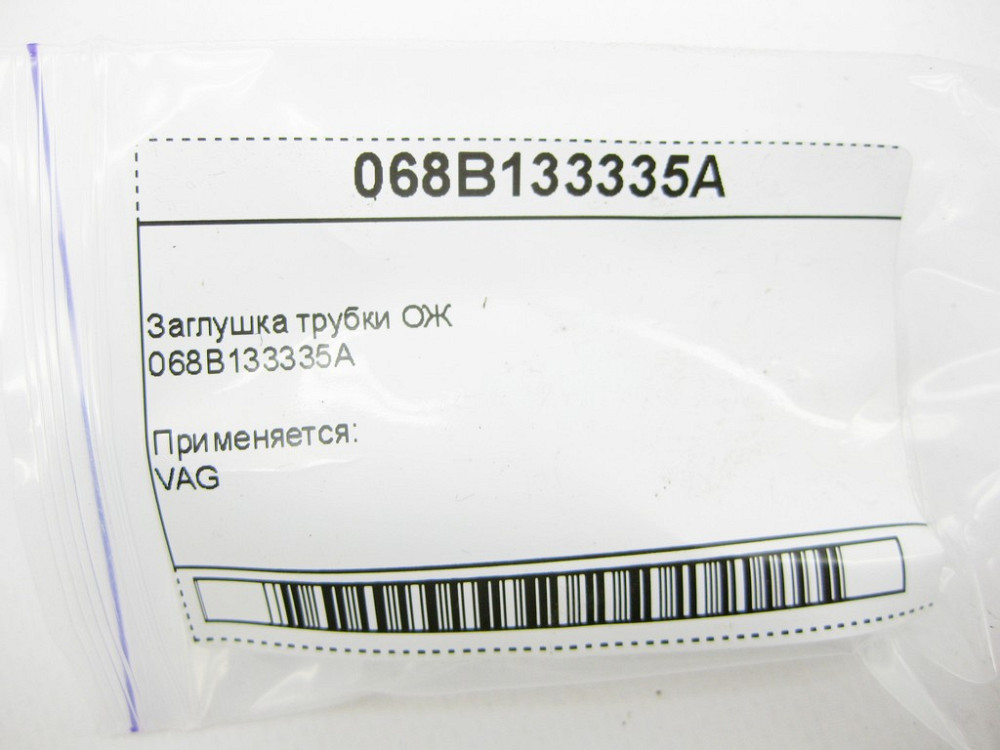 068B133335A
Заглушка трубки ОЖ
068B133335A
Применяется:
VAG